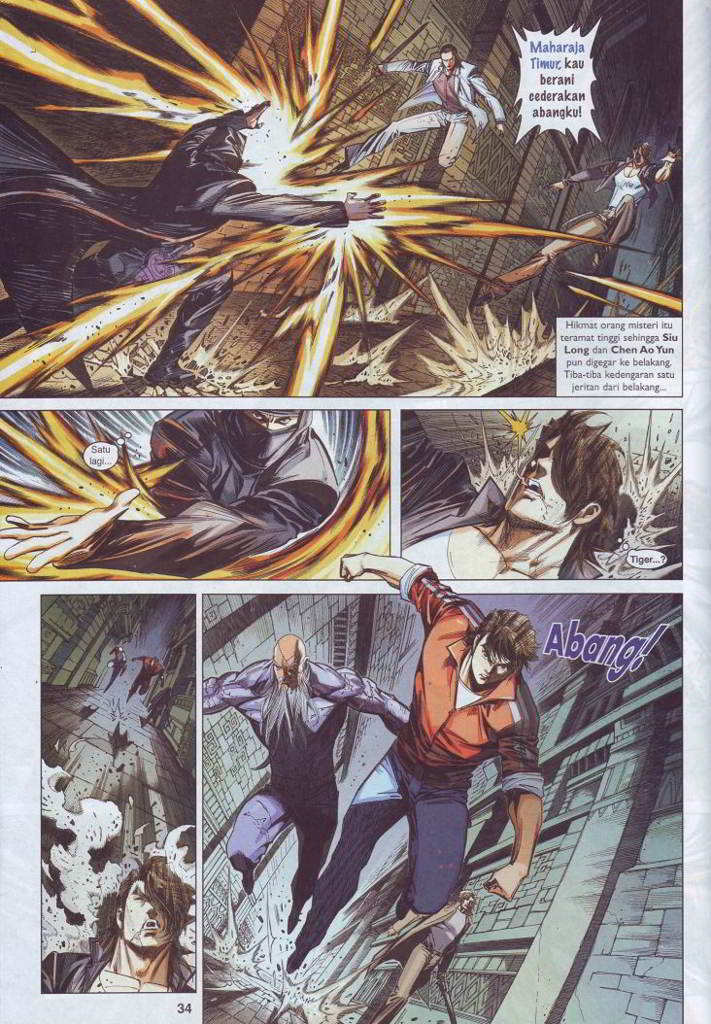 Maharaja
Timur, kau
berani
cederakan
abangku!
Hikmat orang misteri itu
teramat tinggi sehingga Siu
Long dan Chen Ao Yun
pun digegar ke belakang.
Tiba-tiba kedengaran satu
jeritan dari belakang...
Satu
lagi...
Tiger...?
Abang!
34